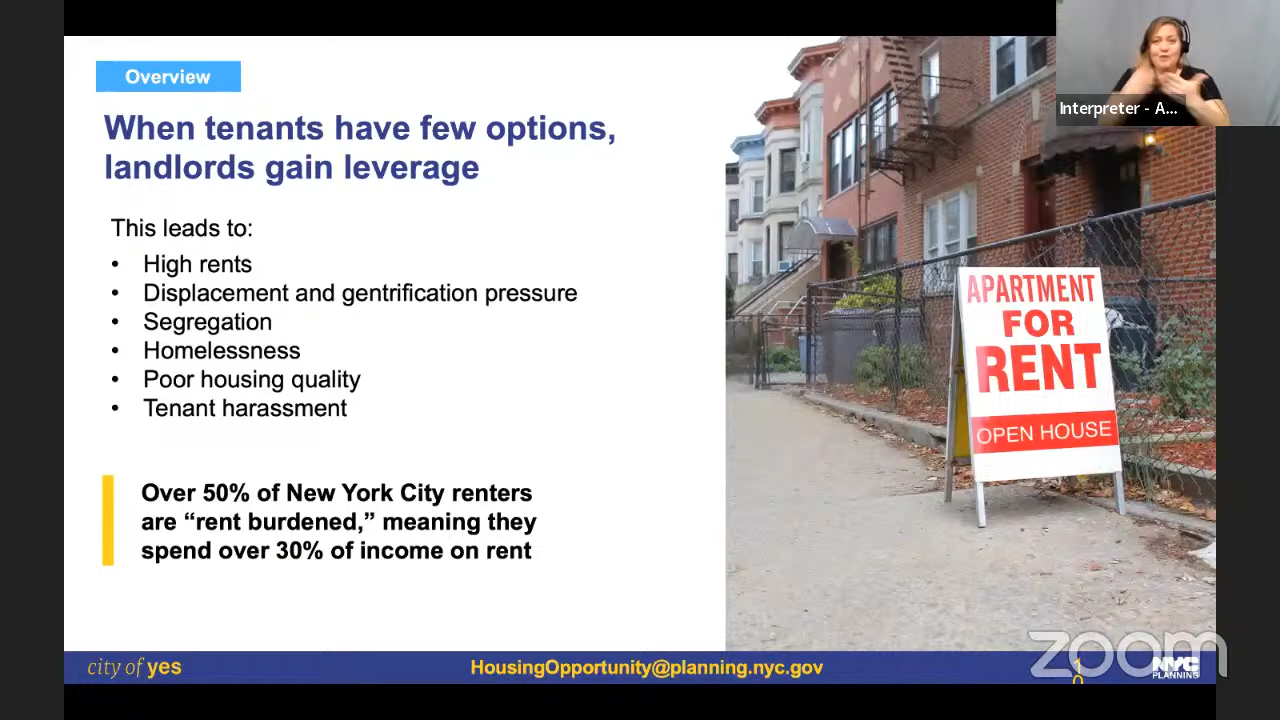 Overview
When tenants have few options,
landlords gain leverage
This leads to:
• High rents
• Displacement and gentrification pressure
• Segregation
• Homelessness
• Poor housing quality
• Tenant harassment
Over 50% of New York City renters
are “rent burdened,” meaning they
spend over 30% of income on rent
APARTMENT
FOR
RENT
OPEN HOUSE
Interpreter - A...
city of yes
HousingOpportunity@planning.nyc.gov
10
zoom
NYC
PLANNING